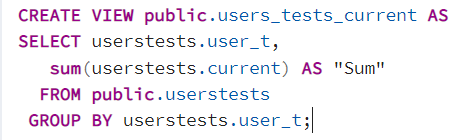 CREATE VIEW public.users_tests_current AS
SELECT userstests.user_t,
sum(userstests.current) AS "Sum"
FROM public.userstests
GROUP BY userstests.user_t;